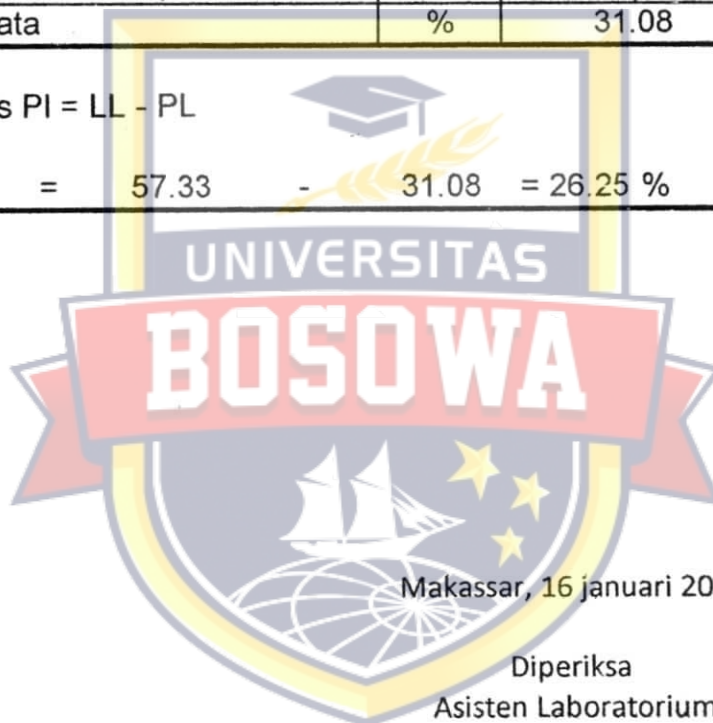 ata % 31.08
s PI = LL - PL
= 57.33 - 31.08 = 26.25 %
UNIVERSITAS
BOSOWA
Makassar, 16 januari 20
Diperiksa
Asisten Laboratorium